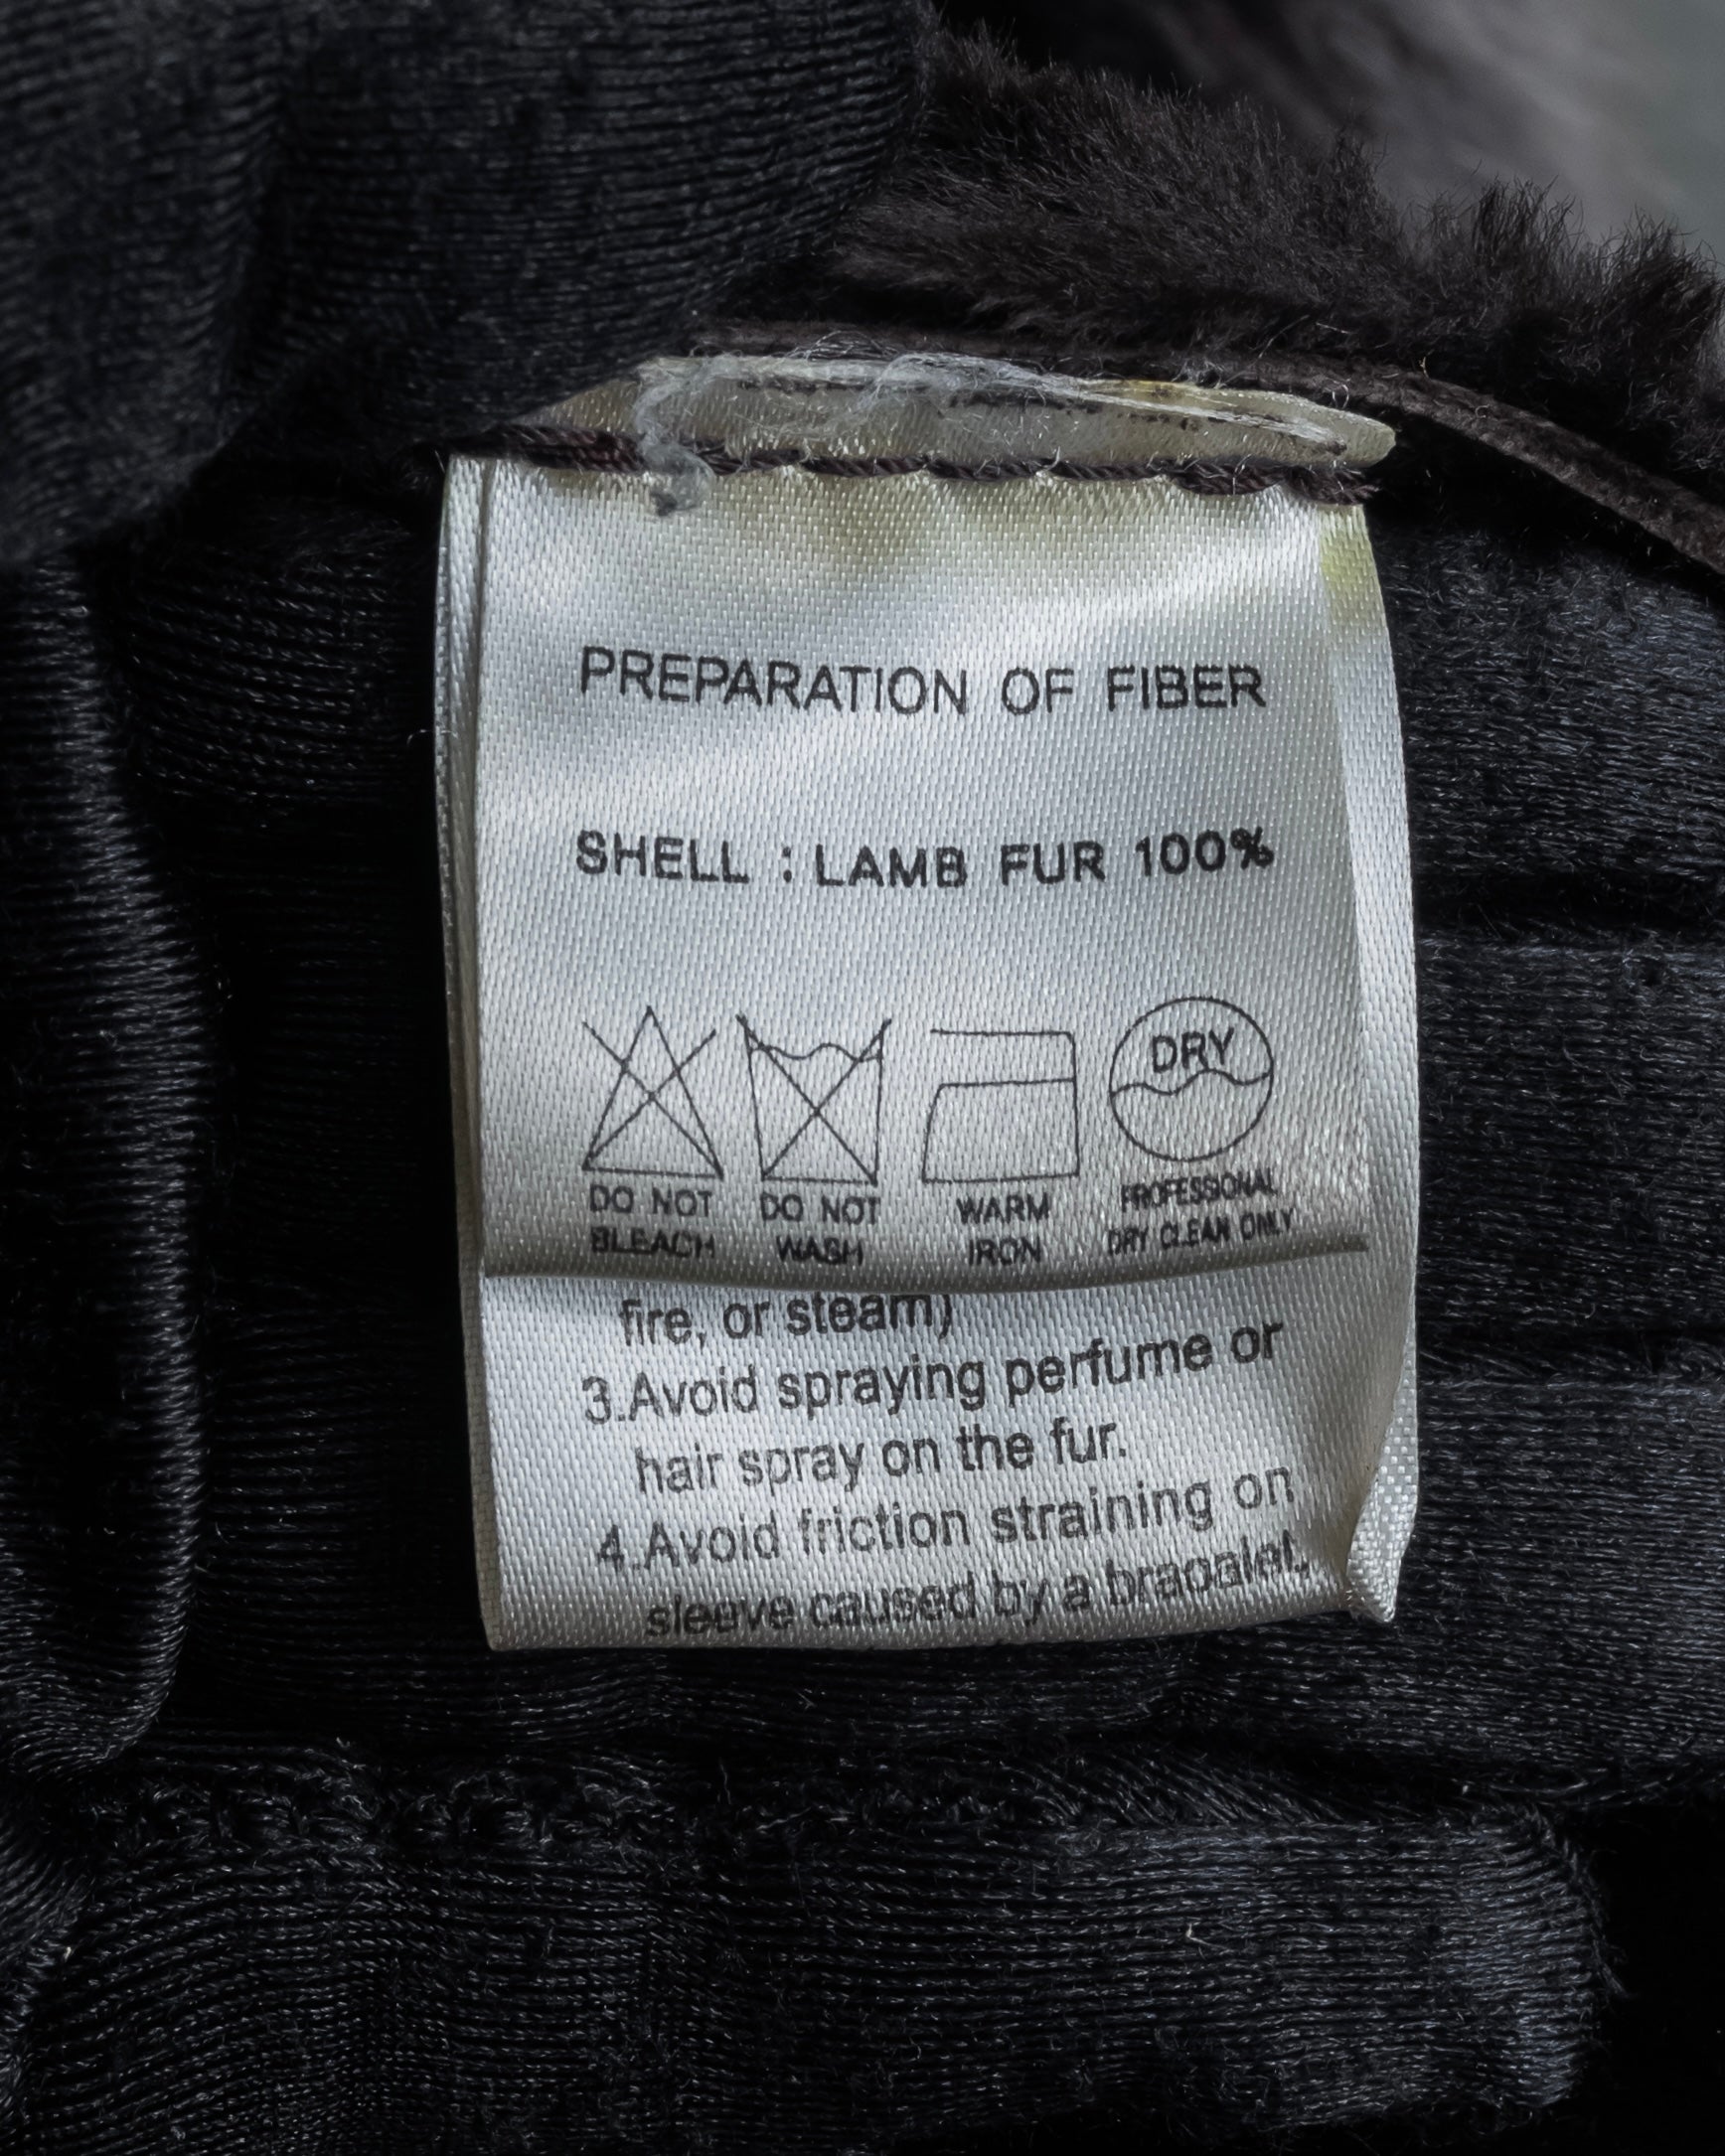 PREPARATION OF FIBER
SHELL : LAMB FUR 100%
DRY
DO NOT BLEACH
DO NOT WASH
WARM IRON
PROFESSIONAL DRY CLEAN ONLY
fire, or steam)
3.Avoid spraying perfume or
hair spray on the fur.
4.Avoid friction straining on
sleeve caused by a bracalet.